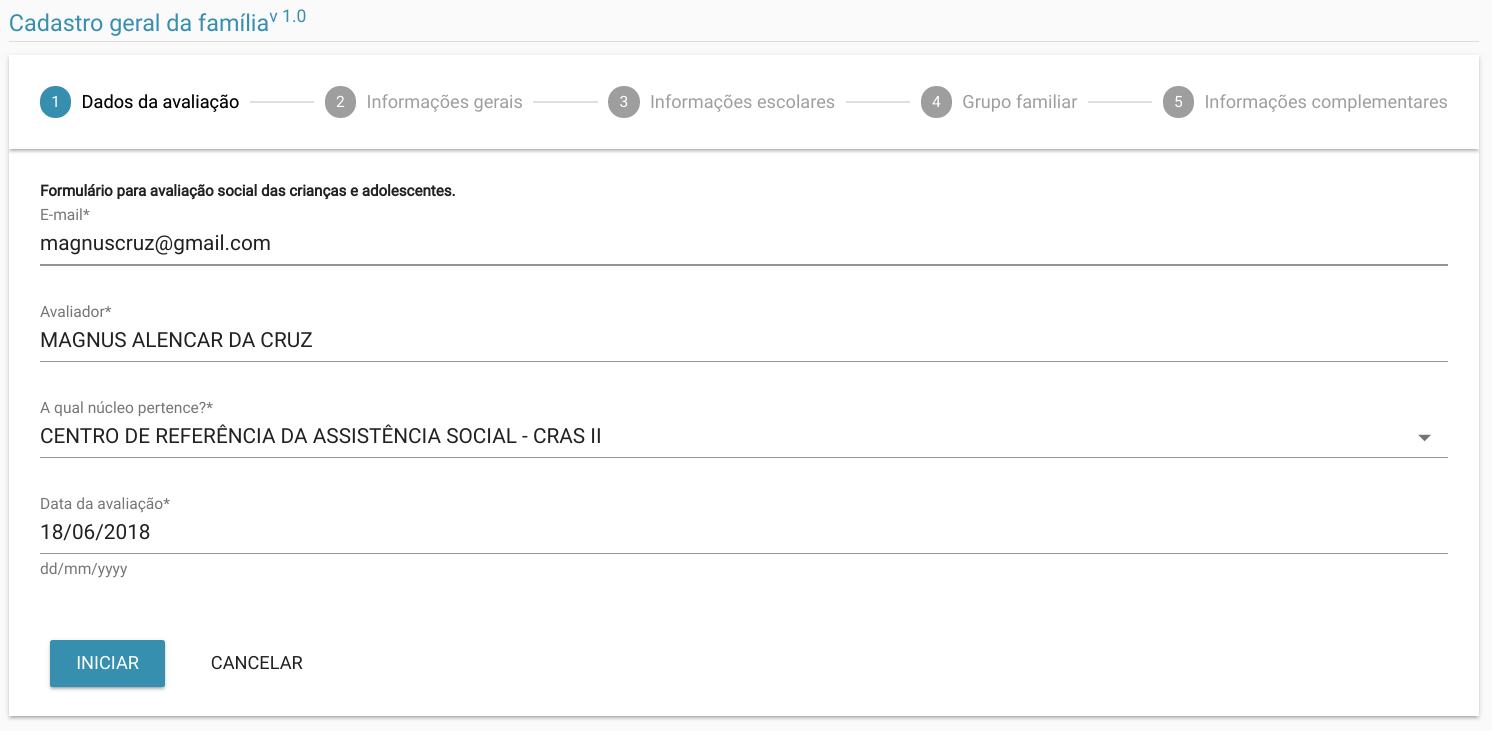 Cadastro geral da família v 1.0
1 Dados da avaliação 2 Informações gerais 3 Informações escolares 4 Grupo familiar 5 Informações complementares
Formulário para avaliação social das crianças e adolescentes.
E-mail*
magnuscruz@gmail.com
Avaliador*
MAGNUS ALENCAR DA CRUZ
A qual núcleo pertence?*
CENTRO DE REFERÊNCIA DA ASSISTÊNCIA SOCIAL - CRAS II
Data da avaliação*
18/06/2018
dd/mm/yyyy
INICIAR CANCELAR